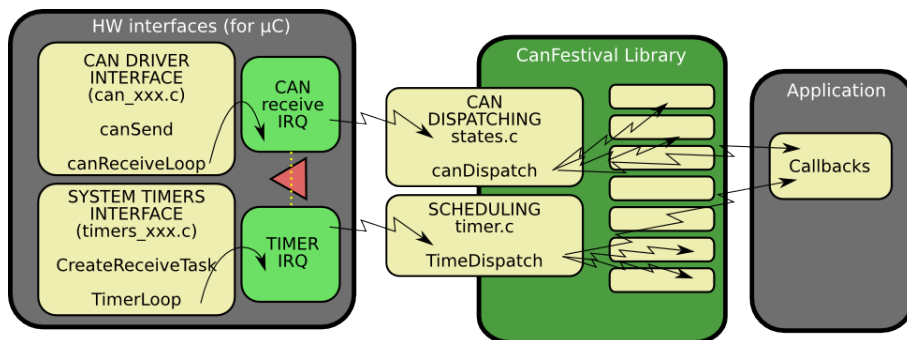 HW interfaces (for µC)
CAN DRIVER
INTERFACE
(can_xxx.c)
canSend
canReceiveLoop
CAN
receive
IRQ
SYSTEM TIMERS
INTERFACE
(timers_xxx.c)
CreateReceiveTask
TimerLoop
TIMER
IRQ
CanFestival Library
CAN
DISPATCHING
states.c
canDispatch
SCHEDULING
timer.c
TimeDispatch
Application
Callbacks